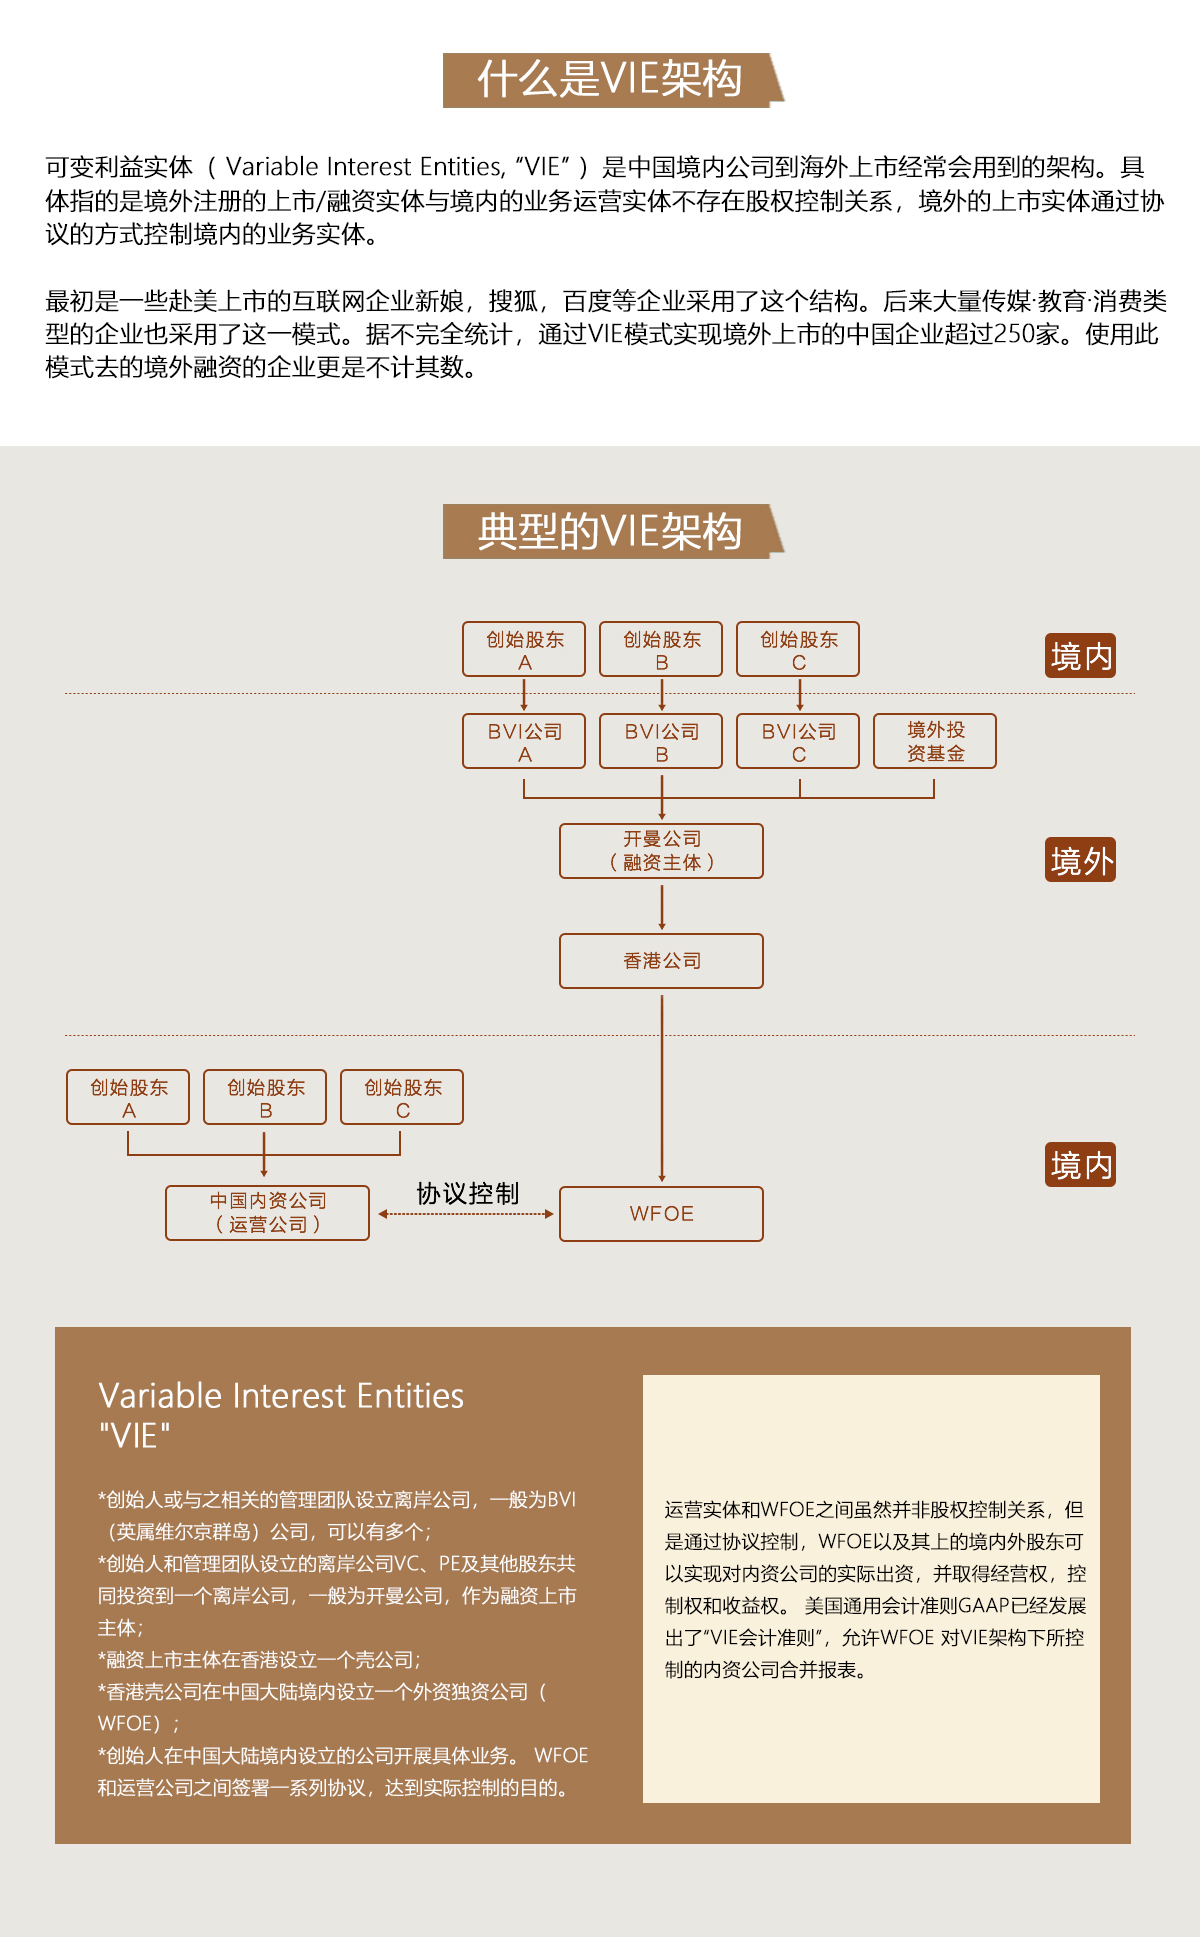 什么是VIE架构
可变利益实体（ Variable Interest Entities, “VIE” ）是中国境内公司到海外上市经常会用到的架构。具
体指的是境外注册的上市/融资实体与境内的业务运营实体不存在股权控制关系，境外的上市实体通过协
议的方式控制境内的业务实体。
最初是一些赴美上市的互联网企业新娘，搜狐，百度等企业采用了这个结构。后来大量传媒·教育·消费类
型的企业也采用了这一模式。据不完全统计，通过VIE模式实现境外上市的中国企业超过250家。使用此
模式去的境外融资的企业更是不计其数。
典型的VIE架构
创始股东
A
创始股东
B
创始股东
C
境内
BVI公司
A
BVI公司
B
BVI公司
C
境外投
资基金
开曼公司
（融资主体）
境外
香港公司
创始股东
A
创始股东
B
创始股东
C
境内
中国内资公司
（运营公司）
协议控制
WFOE
Variable Interest Entities
"VIE"
*创始人或与之相关的管理团队设立离岸公司，一般为BVI
（英属维尔京群岛）公司，可以有多个；
*创始人和管理团队设立的离岸公司VC、PE及其他股东共
同投资到一个离岸公司，一般为开曼公司，作为融资上市
主体；
*融资上市主体在香港设立一个壳公司；
*香港壳公司在中国大陆境内设立一个外资独资公司（
WFOE）；
*创始人在中国大陆境内设立的公司开展具体业务。 WFOE
和运营公司之间签署一系列协议，达到实际控制的目的。
运营实体和WFOE之间虽然并非股权控制关系，但
是通过协议控制，WFOE以及其上的境内外股东可
以实现对内资公司的实际出资，并取得经营权，控
制权和收益权。 美国通用会计准则GAAP已经发展
出了“VIE会计准则”，允许WFOE 对VIE架构下所控
制的内资公司合并报表。